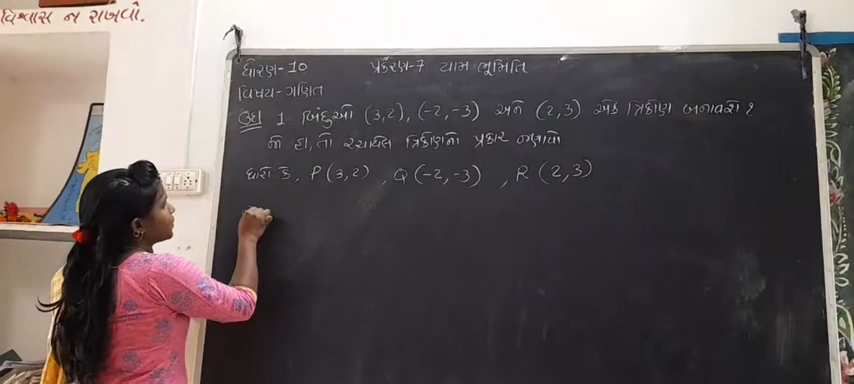 વિશ્વાસ ન રાખવો.
ધોરણ-10 પ્રકરણ-7 યામ ભૂમિતિ
વિષય-ગણિત
ઉદા 1 બિંદુઓ (3,2), (-2,-3) અને (2,3) એક ત્રિકોણ બનાવશે ?
જો હા, તો રચાયેલ ત્રિકોણનો પ્રકાર જણાવો
ધારો કે, P(3,2) , Q(-2,-3) , R (2,3)